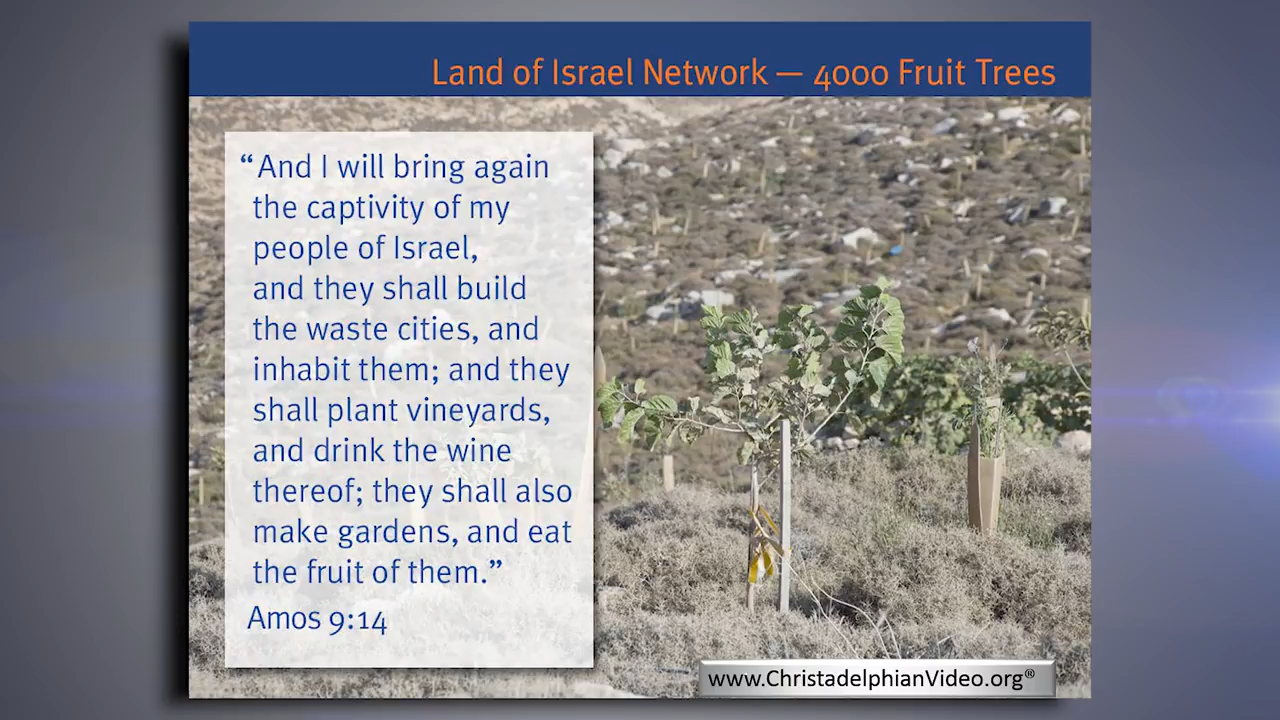 Land of Israel Network — 4000 Fruit Trees
“And I will bring again
the captivity of my
people of Israel,
and they shall build
the waste cities, and
inhabit them; and they
shall plant vineyards,
and drink the wine
thereof; they shall also
make gardens, and eat
the fruit of them.”
Amos 9:14
www.ChristadelphianVideo.org®